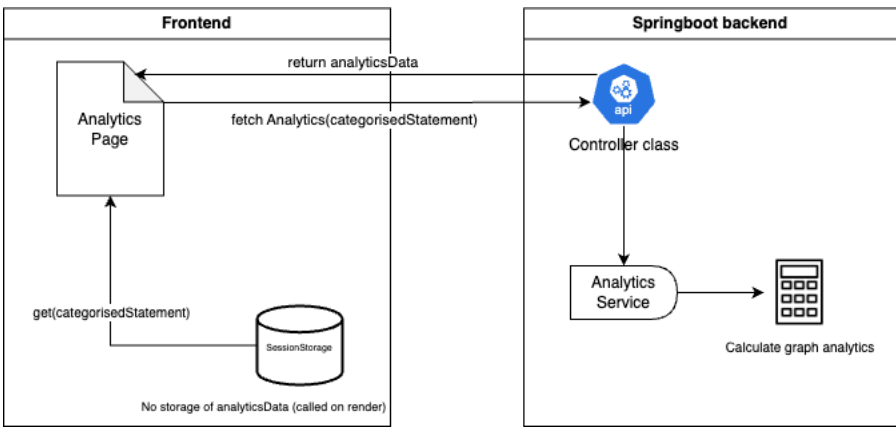 Frontend
Springboot backend
return analyticsData
fetch Analytics(categorisedStatement)
Analytics
Page
api
Controller class
Analytics
Service
get(categorisedStatement)
SessionStorage
Calculate graph analytics
No storage of analyticsData (called on render)